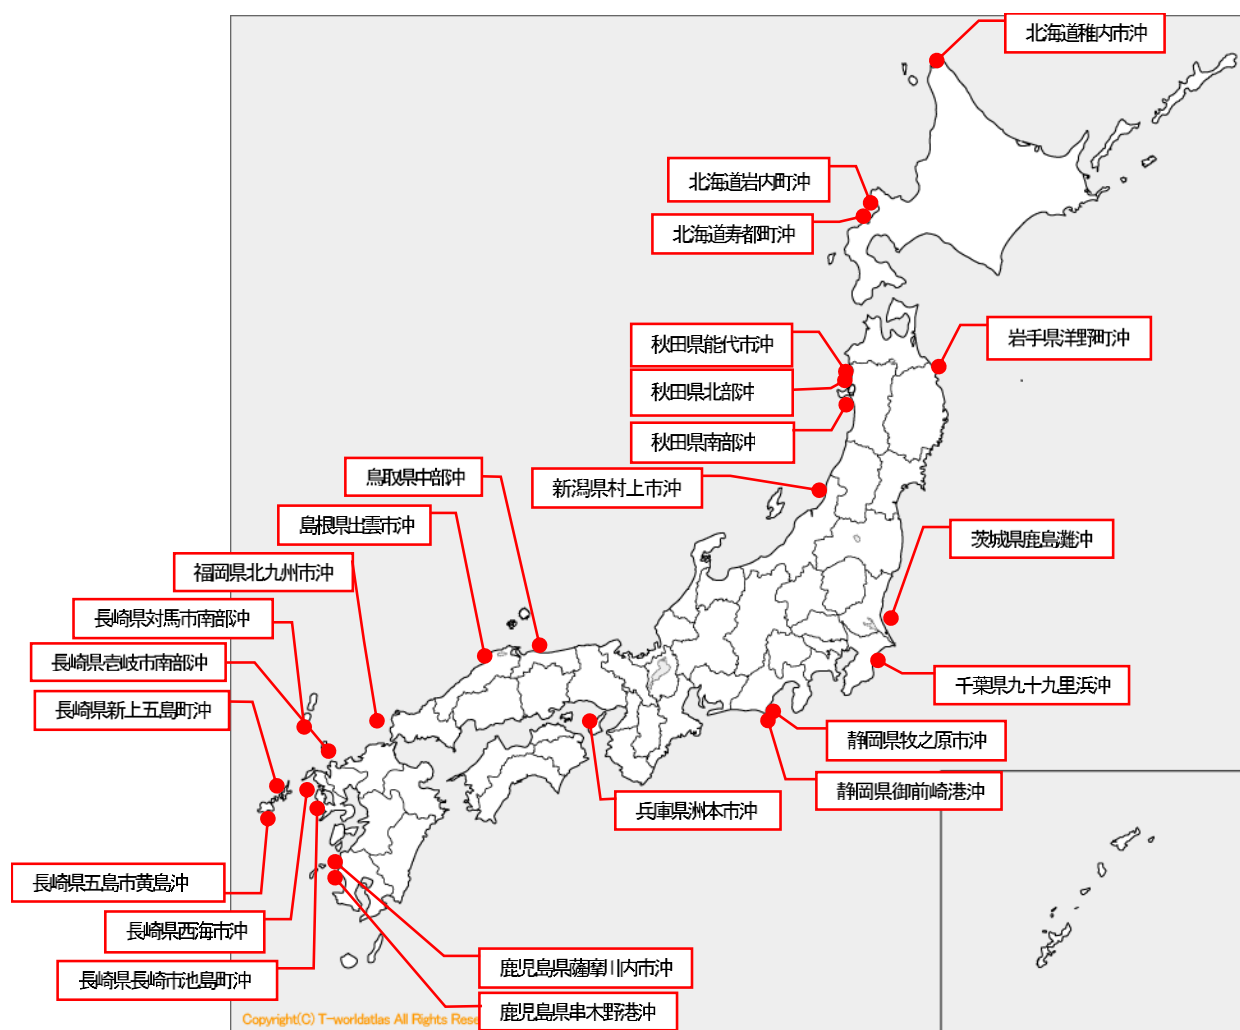 北海道稚内市沖
北海道岩内町沖
北海道寿都町沖
岩手県洋野町沖
秋田県能代市沖
秋田県北部沖
秋田県南部沖
鳥取県中部沖
新潟県村上市沖
島根県出雲市沖
茨城県鹿島灘沖
福岡県北九州市沖
長崎県対馬市南部沖
長崎県壱岐市南部沖
千葉県九十九里浜沖
長崎県新上五島町沖
静岡県牧之原市沖
静岡県御前崎港沖
兵庫県洲本市沖
長崎県五島市黄島沖
長崎県西海市沖
鹿児島県薩摩川内市沖
長崎県長崎市池島町沖
鹿児島県串木野港沖
Copyright(C) T-worldatlas All Rights Rese